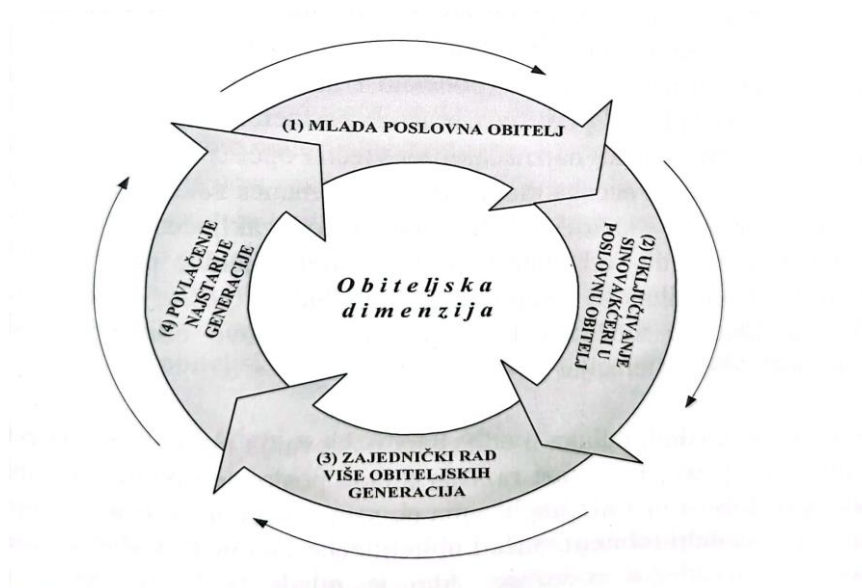 (1) MLADA POSLOVNA OBITELJ
(2) UKLJUČIVANJE
SINOVA/KĆERI U
POSLOVNU OBITELJ
(3) ZAJEDNIČKI RAD
VIŠE OBITELJSKIH
GENERACIJA
(4) POVLAČENJE
NAJSTARIJE
GENERACIJE
Obiteljska
dimenzija